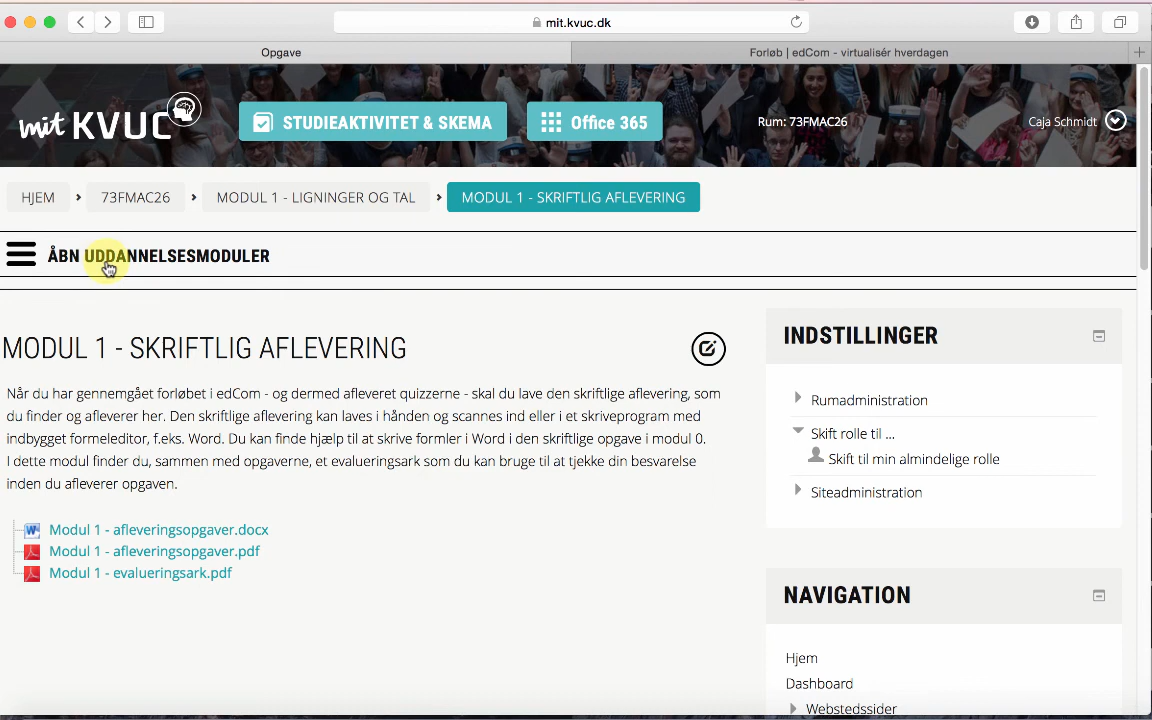 mit.kvuc.dk
Opgave
Forløb | edCom - virtualisér hverdagen
mit KVUC
STUDIEAKTIVITET & SKEMA
Office 365
Rum: 73FMAC26
Caja Schmidt
HJEM
73FMAC26
MODUL 1 - LIGNINGER OG TAL
MODUL 1 - SKRIFTLIG AFLEVERING
ÅBN UDDANNELSESMODULER
MODUL 1 - SKRIFTLIG AFLEVERING
Når du har gennemgået forløbet i edCom - og dermed afleveret quizzerne - skal du lave den skriftlige aflevering, som
du finder og afleverer her. Den skriftlige aflevering kan laves i hånden og scannes ind eller i et skriveprogram med
indbygget formeleditor, f.eks. Word. Du kan finde hjælp til at skrive formler i Word i den skriftlige opgave i modul 0.
I dette modul finder du, sammen med opgaverne, et evalueringsark som du kan bruge til at tjekke din besvarelse
inden du afleverer opgaven.
Modul 1 - afleveringsopgaver.docx
Modul 1 - afleveringsopgaver.pdf
Modul 1 - evalueringsark.pdf
INDSTILLINGER
Rumadministration
Skift rolle til ...
Skift til min almindelige rolle
Siteadministration
NAVIGATION
Hjem
Dashboard
Webstedssider